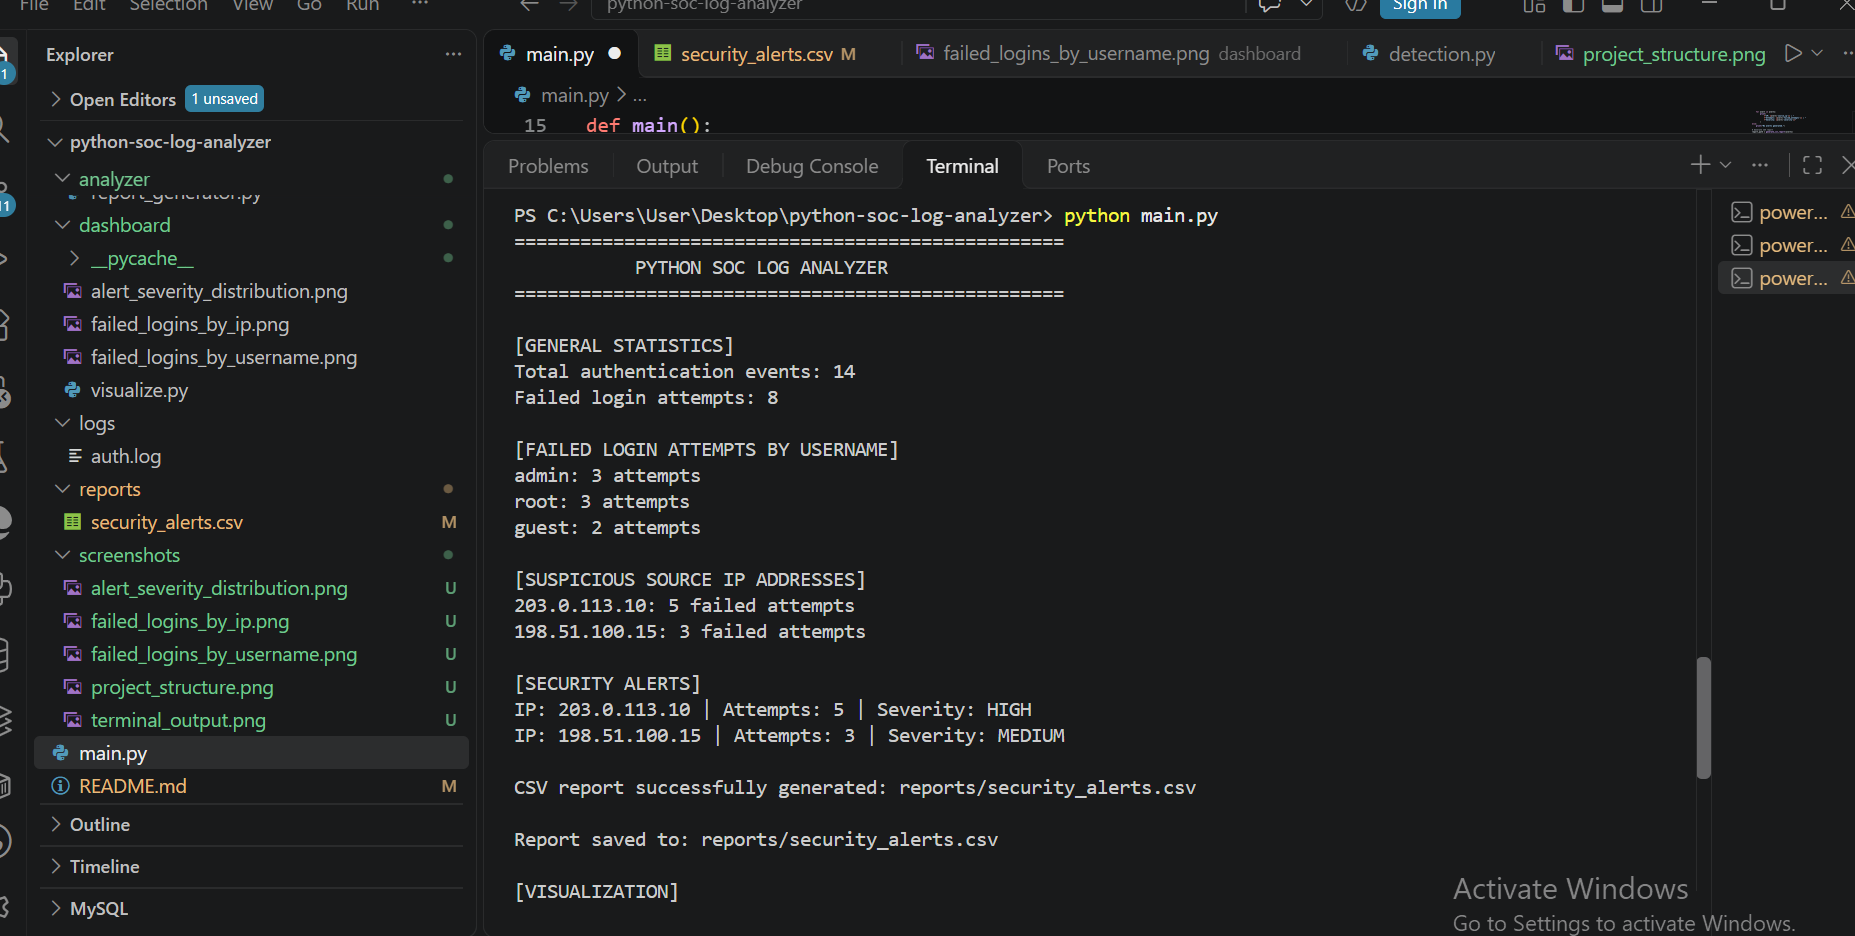 File Edit Selection View Go Run ...
python-soc-log-analyzer
Sign In
Explorer
Open Editors 1 unsaved
python-soc-log-analyzer
analyzer
report_generator.py
dashboard
__pycache__
alert_severity_distribution.png
failed_logins_by_ip.png
failed_logins_by_username.png
visualize.py
logs
auth.log
reports
security_alerts.csv M
screenshots
alert_severity_distribution.png U
failed_logins_by_ip.png U
failed_logins_by_username.png U
project_structure.png U
terminal_output.png U
main.py
README.md M
Outline
Timeline
MySQL
1
11
main.py security_alerts.csv M failed_logins_by_username.png dashboard detection.py project_structure.png
main.py > ...
15 def main():
Problems Output Debug Console Terminal Ports
PS C:\Users\User\Desktop\python-soc-log-analyzer> python main.py
==================================================
PYTHON SOC LOG ANALYZER
==================================================
[GENERAL STATISTICS]
Total authentication events: 14
Failed login attempts: 8
[FAILED LOGIN ATTEMPTS BY USERNAME]
admin: 3 attempts
root: 3 attempts
guest: 2 attempts
[SUSPICIOUS SOURCE IP ADDRESSES]
203.0.113.10: 5 failed attempts
198.51.100.15: 3 failed attempts
[SECURITY ALERTS]
IP: 203.0.113.10 | Attempts: 5 | Severity: HIGH
IP: 198.51.100.15 | Attempts: 3 | Severity: MEDIUM
CSV report successfully generated: reports/security_alerts.csv
Report saved to: reports/security_alerts.csv
[VISUALIZATION]
power...
power...
power...
Activate Windows
Go to Settings to activate Windows.